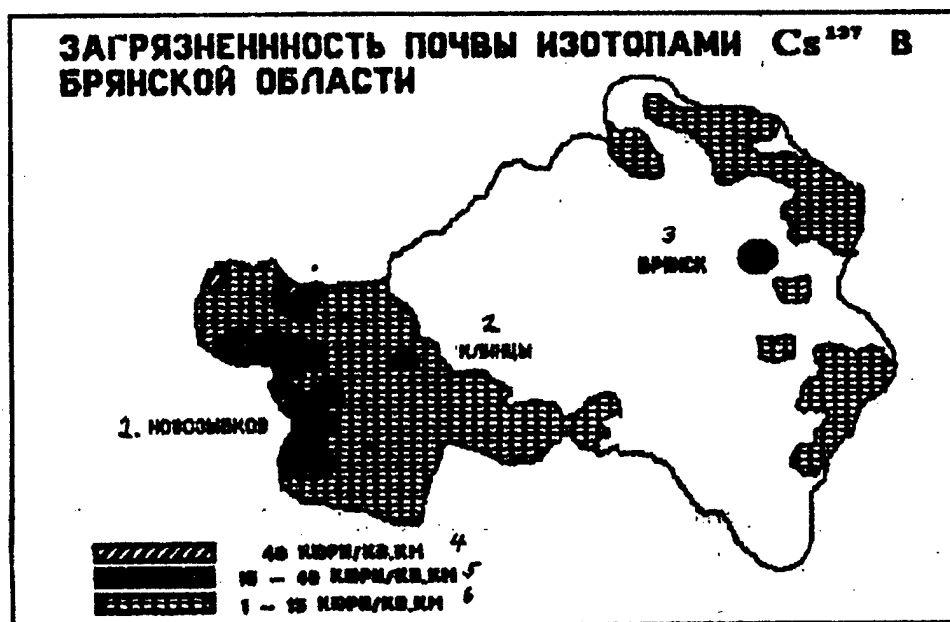 ЗАГРЯЗНЕНННОСТЬ ПОЧВЫ ИЗОТОПАМИ Cs¹³⁷ В
БРЯНСКОЙ ОБЛАСТИ
3
БРЯНСК
2
КЛИНЦЫ
1. НОВОЗЫБКОВ
40 КЮРИ/КВ.КМ 4
15 - 40 КЮРИ/КВ.КМ 5
1 - 15 КЮРИ/КВ.КМ 6